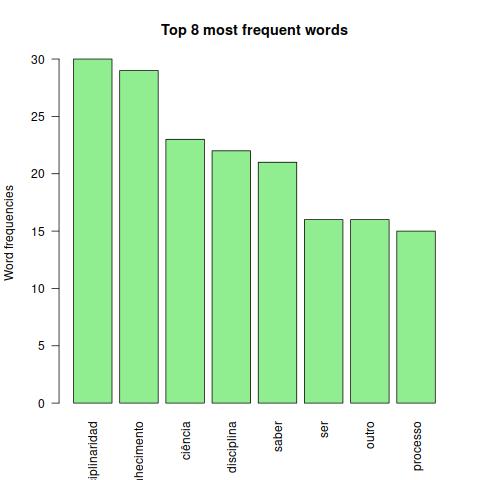 Top 8 most frequent words
Word frequencies
30
25
20
15
10
5
0
ciplinaridad
nhecimento
ciência
disciplina
saber
ser
outro
processo